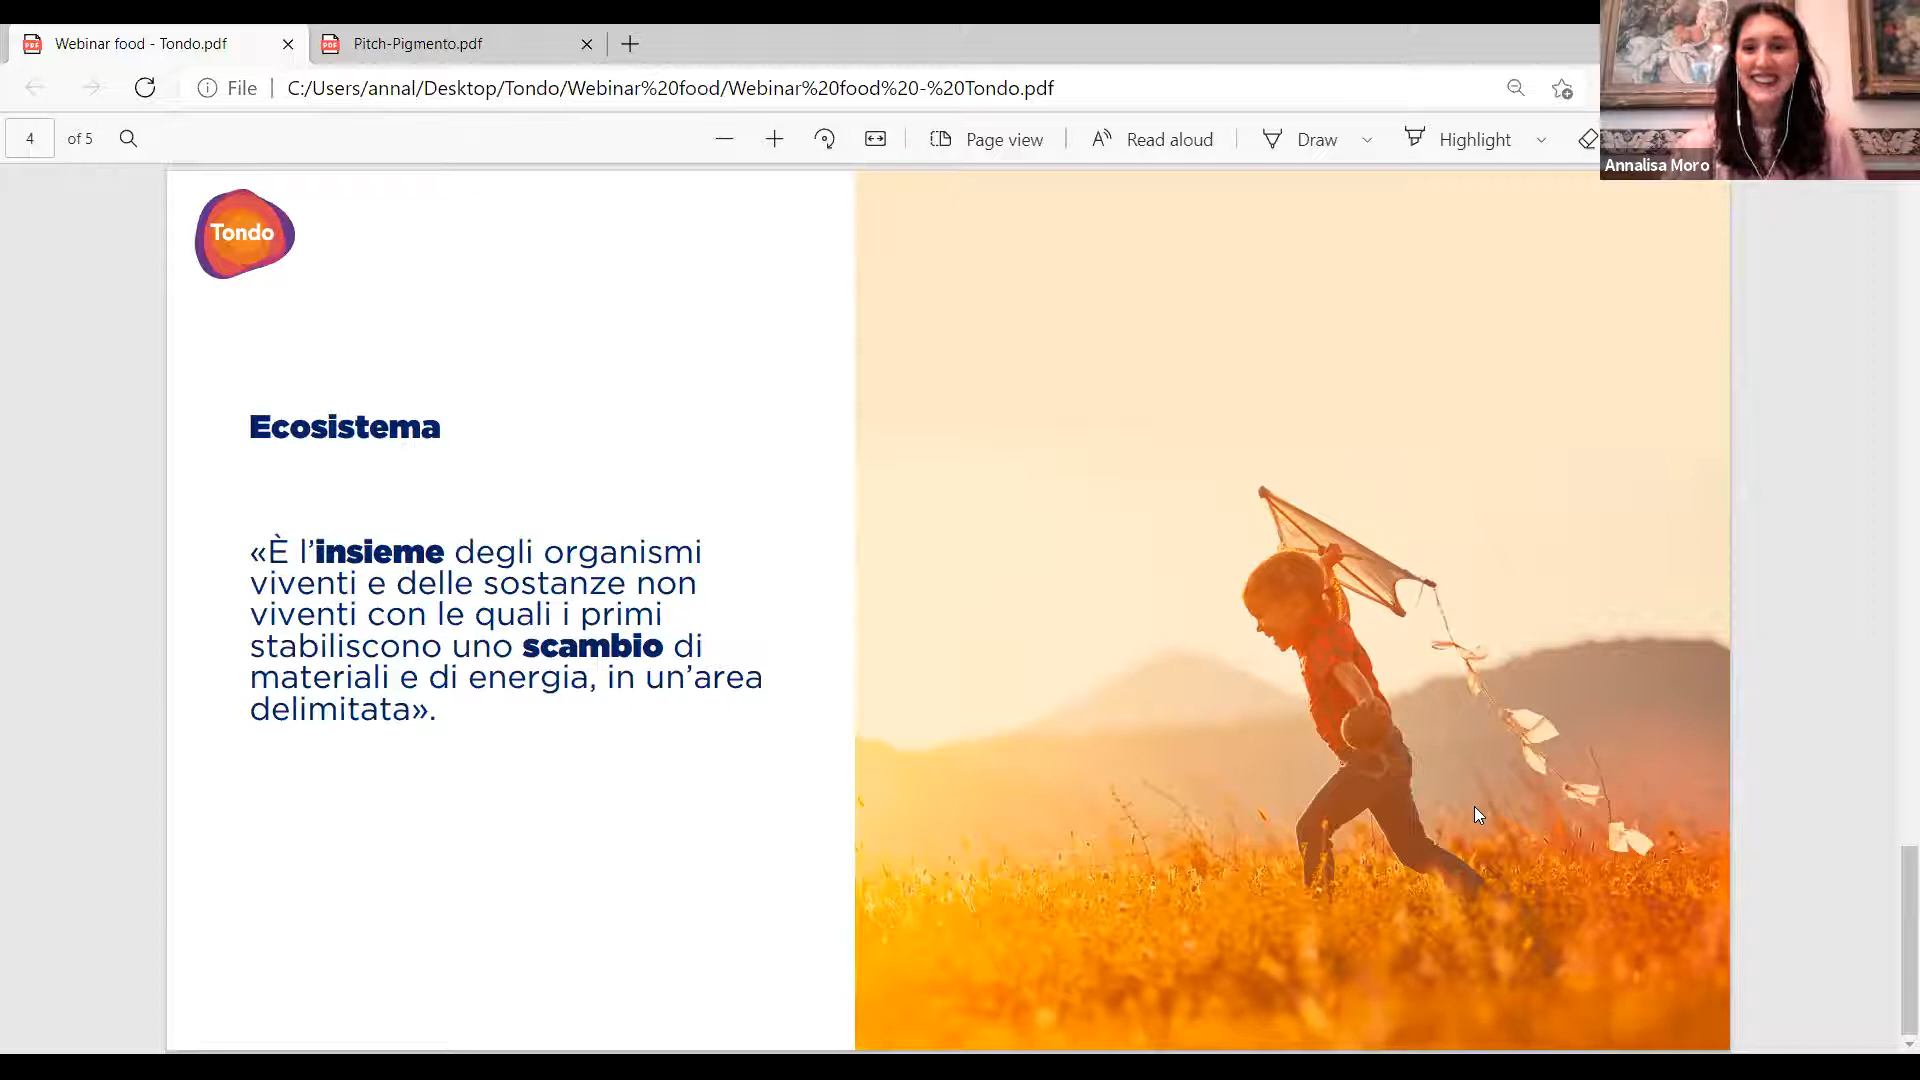 Webinar food - Tondo.pdf
Pitch-Pigmento.pdf
File
C:/Users/annal/Desktop/Tondo/Webinar%20food/Webinar%20food%20-%20Tondo.pdf
4 of 5
Page view
Read aloud
Draw
Highlight
Annalisa Moro
Tondo
Ecosistema
«È l’insieme degli organismi
viventi e delle sostanze non
viventi con le quali i primi
stabiliscono uno scambio di
materiali e di energia, in un’area
delimitata».